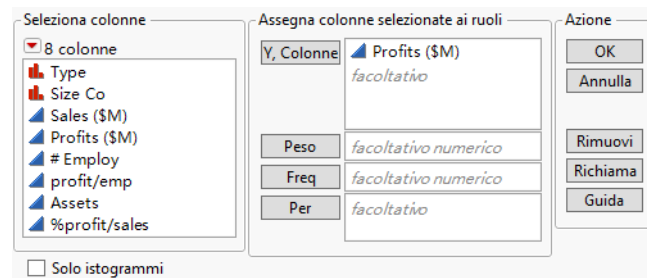 Seleziona colonne
8 colonne
Type
Size Co
Sales ($M)
Profits ($M)
# Employ
profit/emp
Assets
%profit/sales
Solo istogrammi
Assegna colonne selezionate ai ruoli
Y, Colonne
Profits ($M)
facoltativo
Peso
facoltativo numerico
Freq
facoltativo numerico
Per
facoltativo
Azione
OK
Annulla
Rimuovi
Richiama
Guida